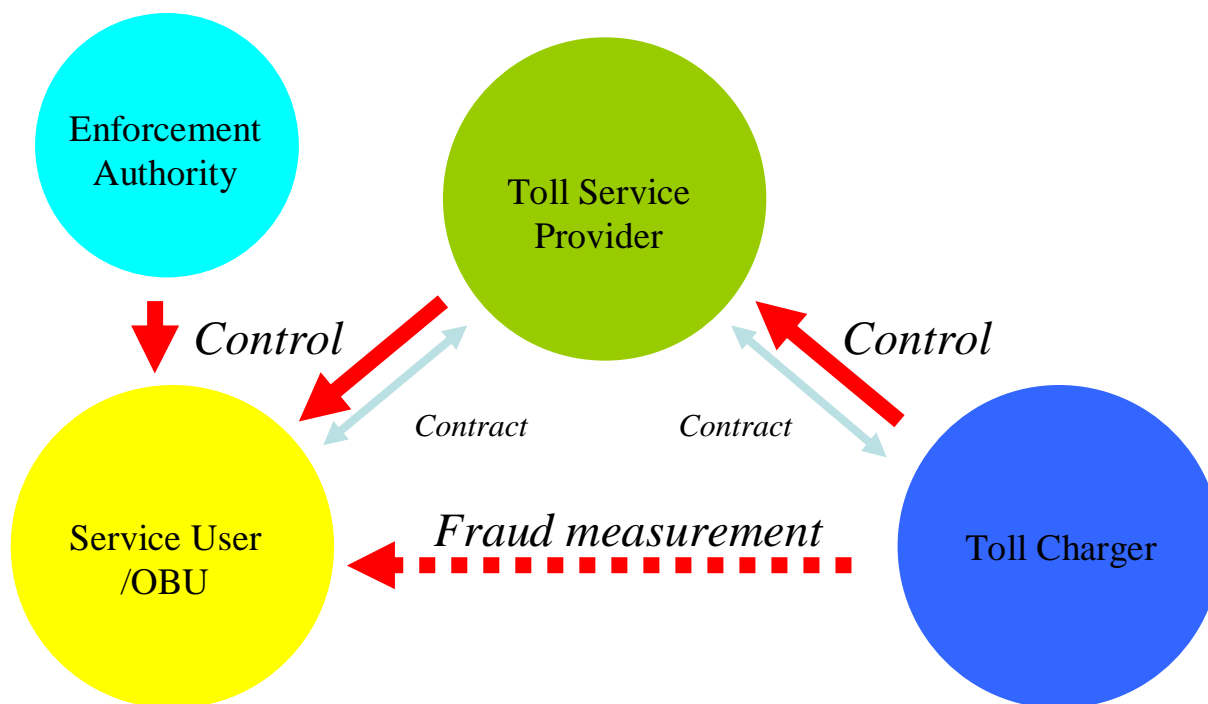 Enforcement
Authority
Toll Service
Provider
Control
Control
Contract
Contract
Fraud measurement
Service User
/OBU
Toll Charger